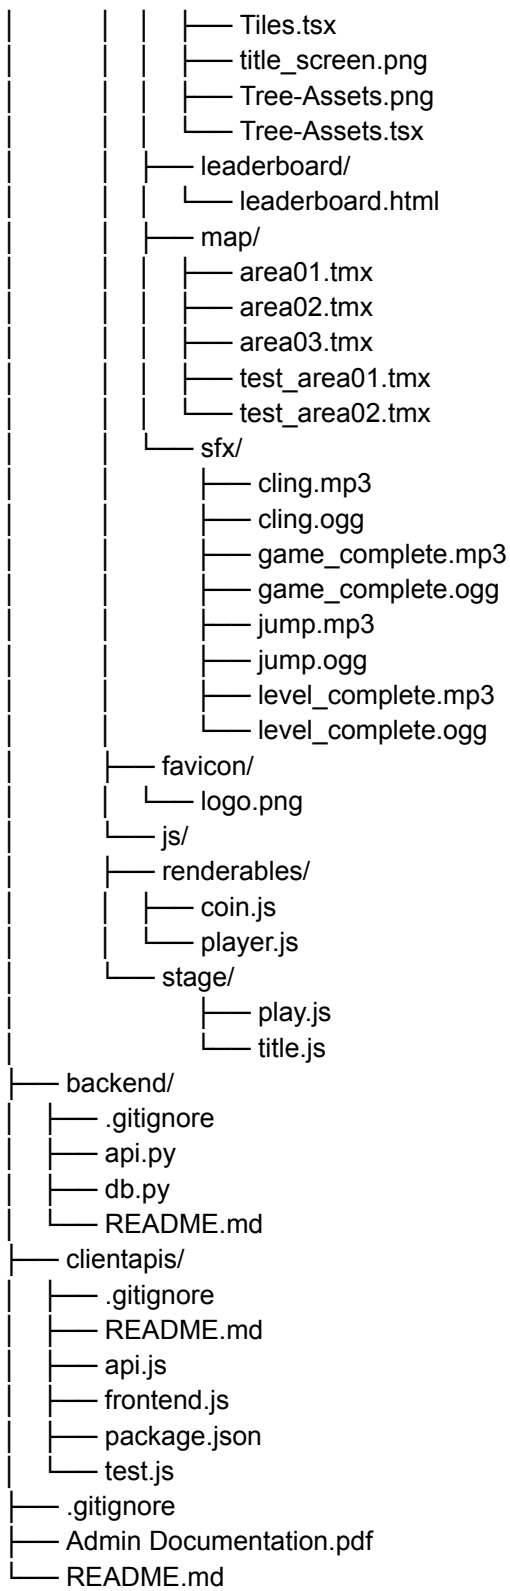 Tiles.tsx
title_screen.png
Tree-Assets.png
Tree-Assets.tsx
leaderboard/
leaderboard.html
map/
area01.tmx
area02.tmx
area03.tmx
test_area01.tmx
test_area02.tmx
sfx/
cling.mp3
cling.ogg
game_complete.mp3
game_complete.ogg
jump.mp3
jump.ogg
level_complete.mp3
level_complete.ogg
favicon/
logo.png
js/
renderables/
coin.js
player.js
stage/
play.js
title.js
backend/
.gitignore
api.py
db.py
README.md
clientapis/
.gitignore
README.md
api.js
frontend.js
package.json
test.js
.gitignore
Admin Documentation.pdf
README.md